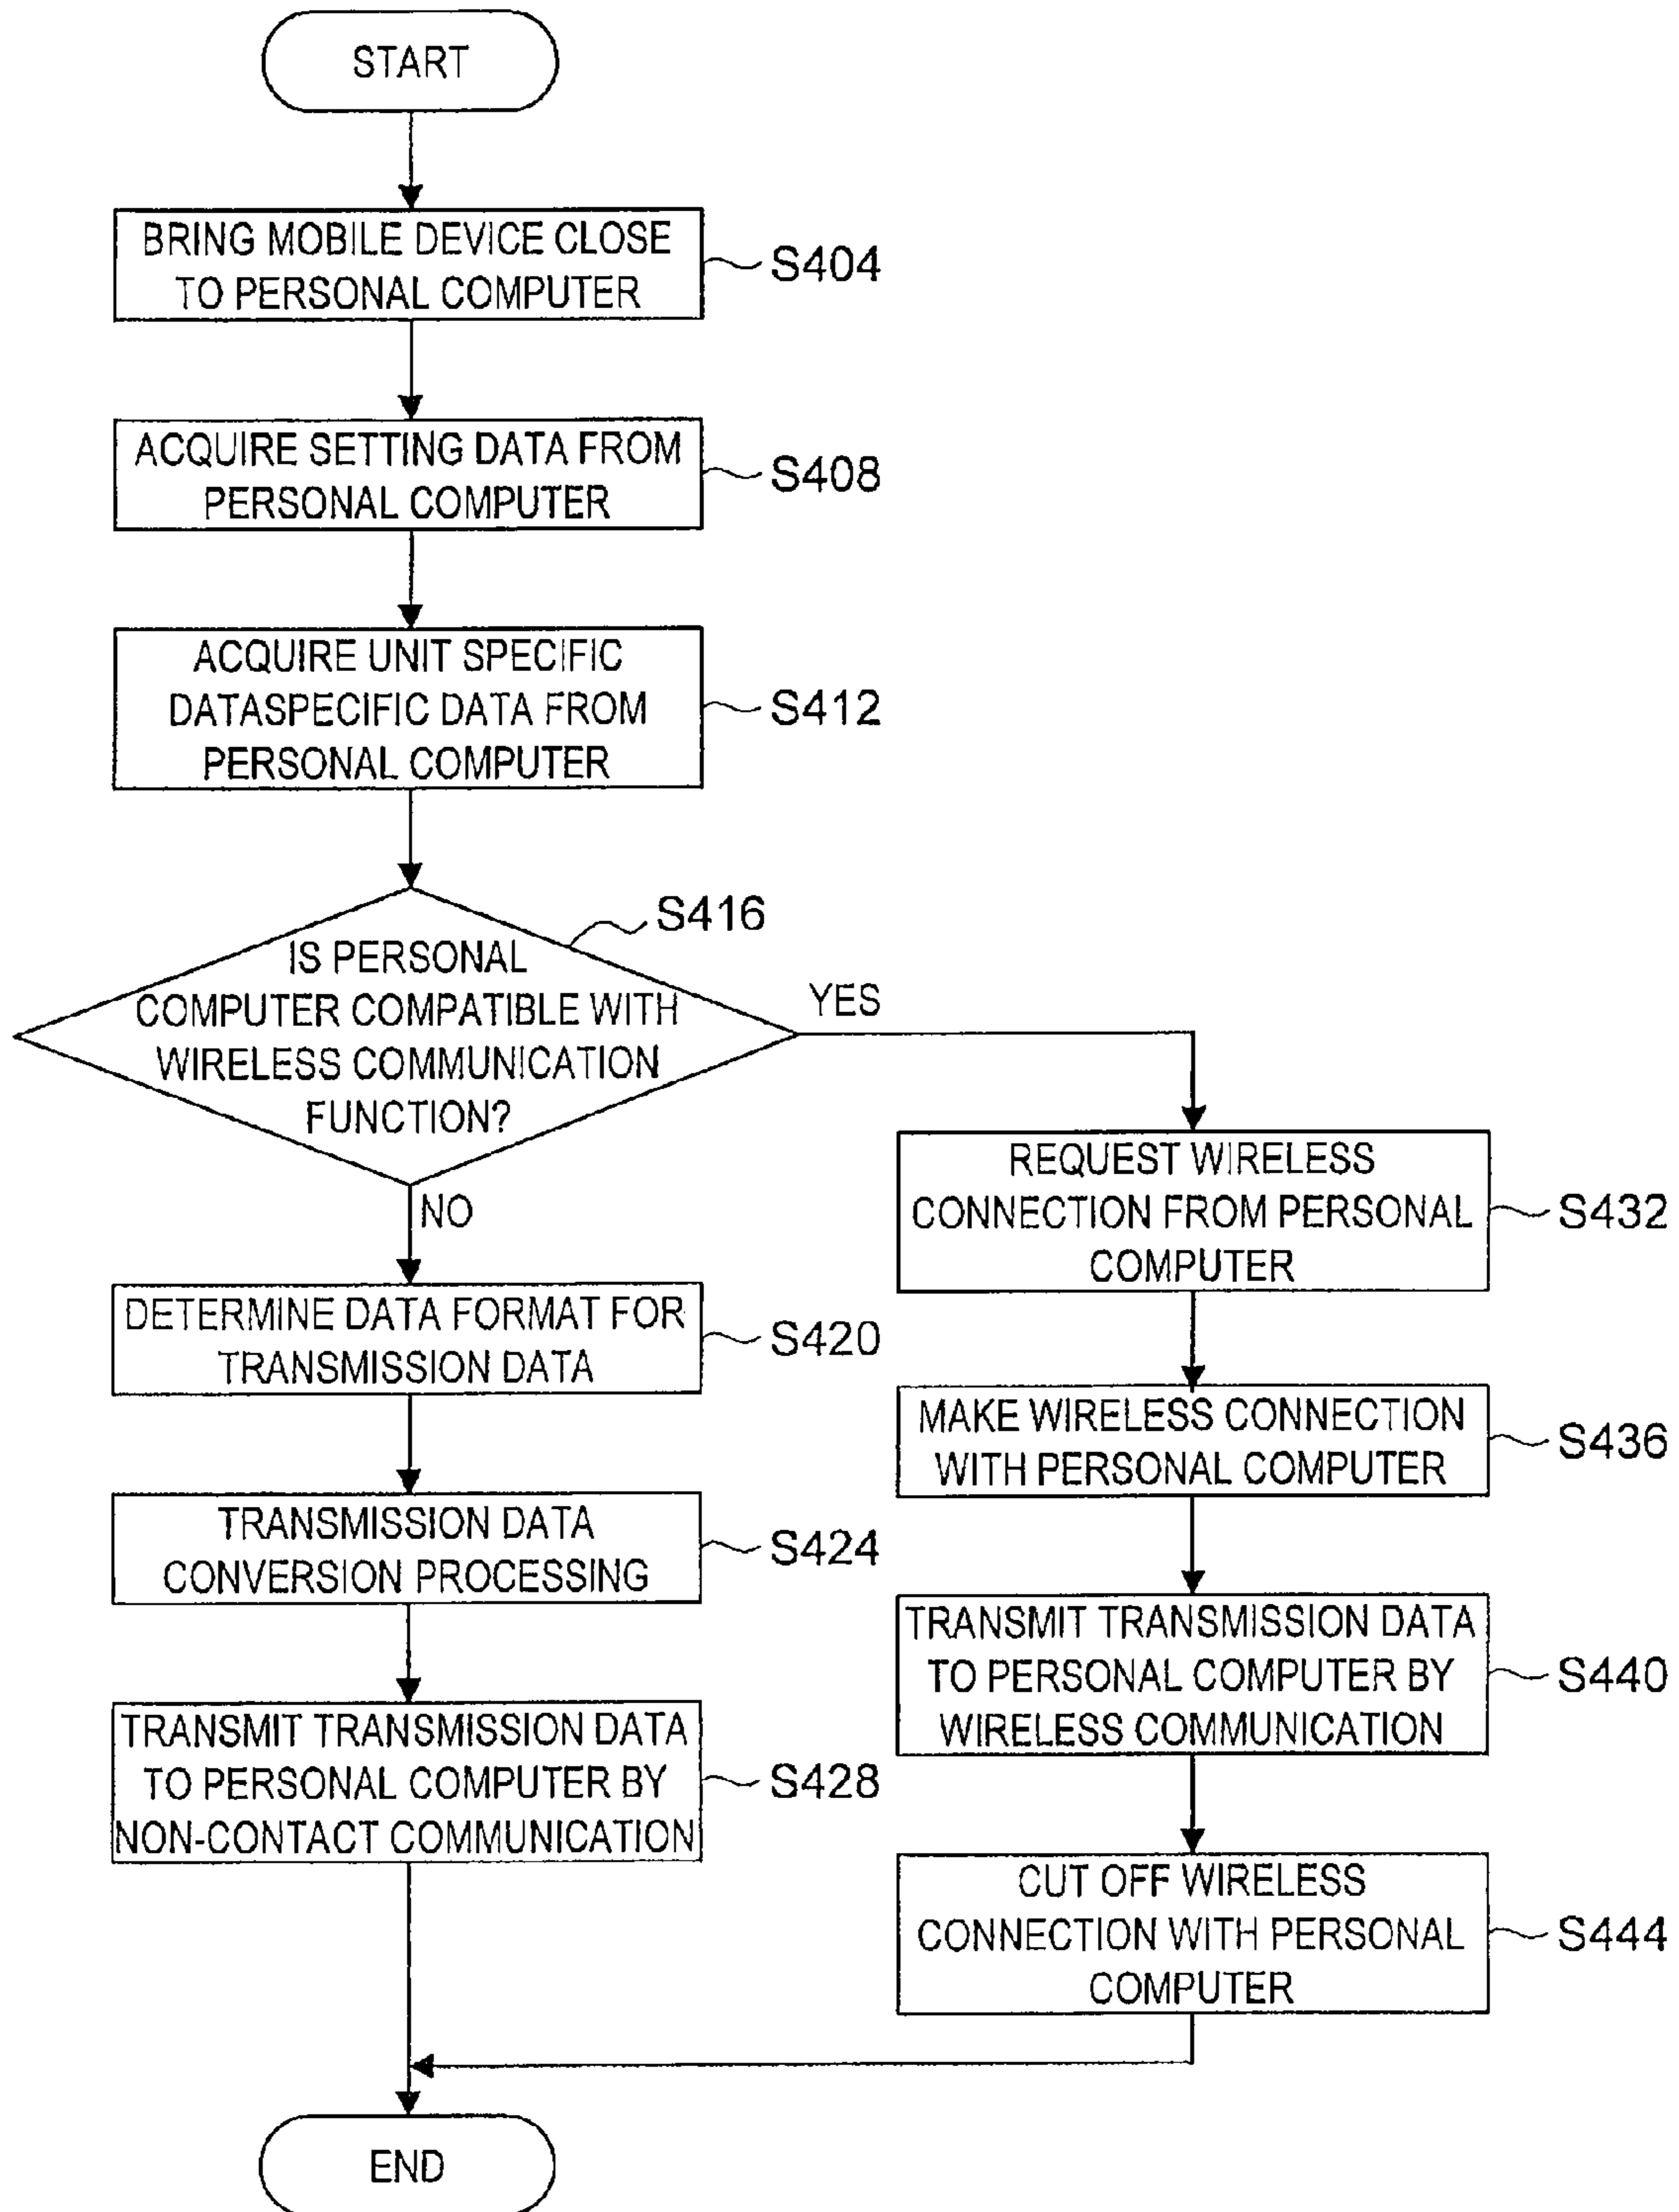 START
BRING MOBILE DEVICE CLOSE
TO PERSONAL COMPUTER
S404
ACQUIRE SETTING DATA FROM
PERSONAL COMPUTER
S408
ACQUIRE UNIT SPECIFIC
DATASPECIFIC DATA FROM
PERSONAL COMPUTER
S412
S416
IS PERSONAL
COMPUTER COMPATIBLE WITH
WIRELESS COMMUNICATION
FUNCTION?
YES
NO
DETERMINE DATA FORMAT FOR
TRANSMISSION DATA
S420
TRANSMISSION DATA
CONVERSION PROCESSING
S424
TRANSMIT TRANSMISSION DATA
TO PERSONAL COMPUTER BY
NON-CONTACT COMMUNICATION
S428
REQUEST WIRELESS
CONNECTION FROM PERSONAL
COMPUTER
S432
MAKE WIRELESS CONNECTION
WITH PERSONAL COMPUTER
S436
TRANSMIT TRANSMISSION DATA
TO PERSONAL COMPUTER BY
WIRELESS COMMUNICATION
S440
CUT OFF WIRELESS
CONNECTION WITH PERSONAL
COMPUTER
S444
END